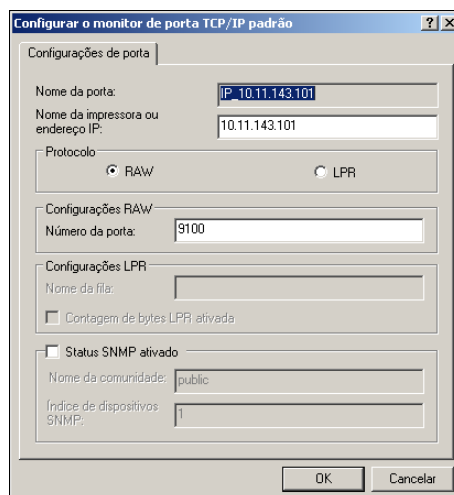 Configurar o monitor de porta TCP/IP padrão
Configurações de porta
Nome da porta: IP_10.11.143.101
Nome da impressora ou endereço IP: 10.11.143.101
Protocolo
RAW LPR
Configurações RAW
Número da porta: 9100
Configurações LPR
Nome da fila:
Contagem de bytes LPR ativada
Status SNMP ativado
Nome da comunidade: public
Índice de dispositivos SNMP: 1
OK Cancelar